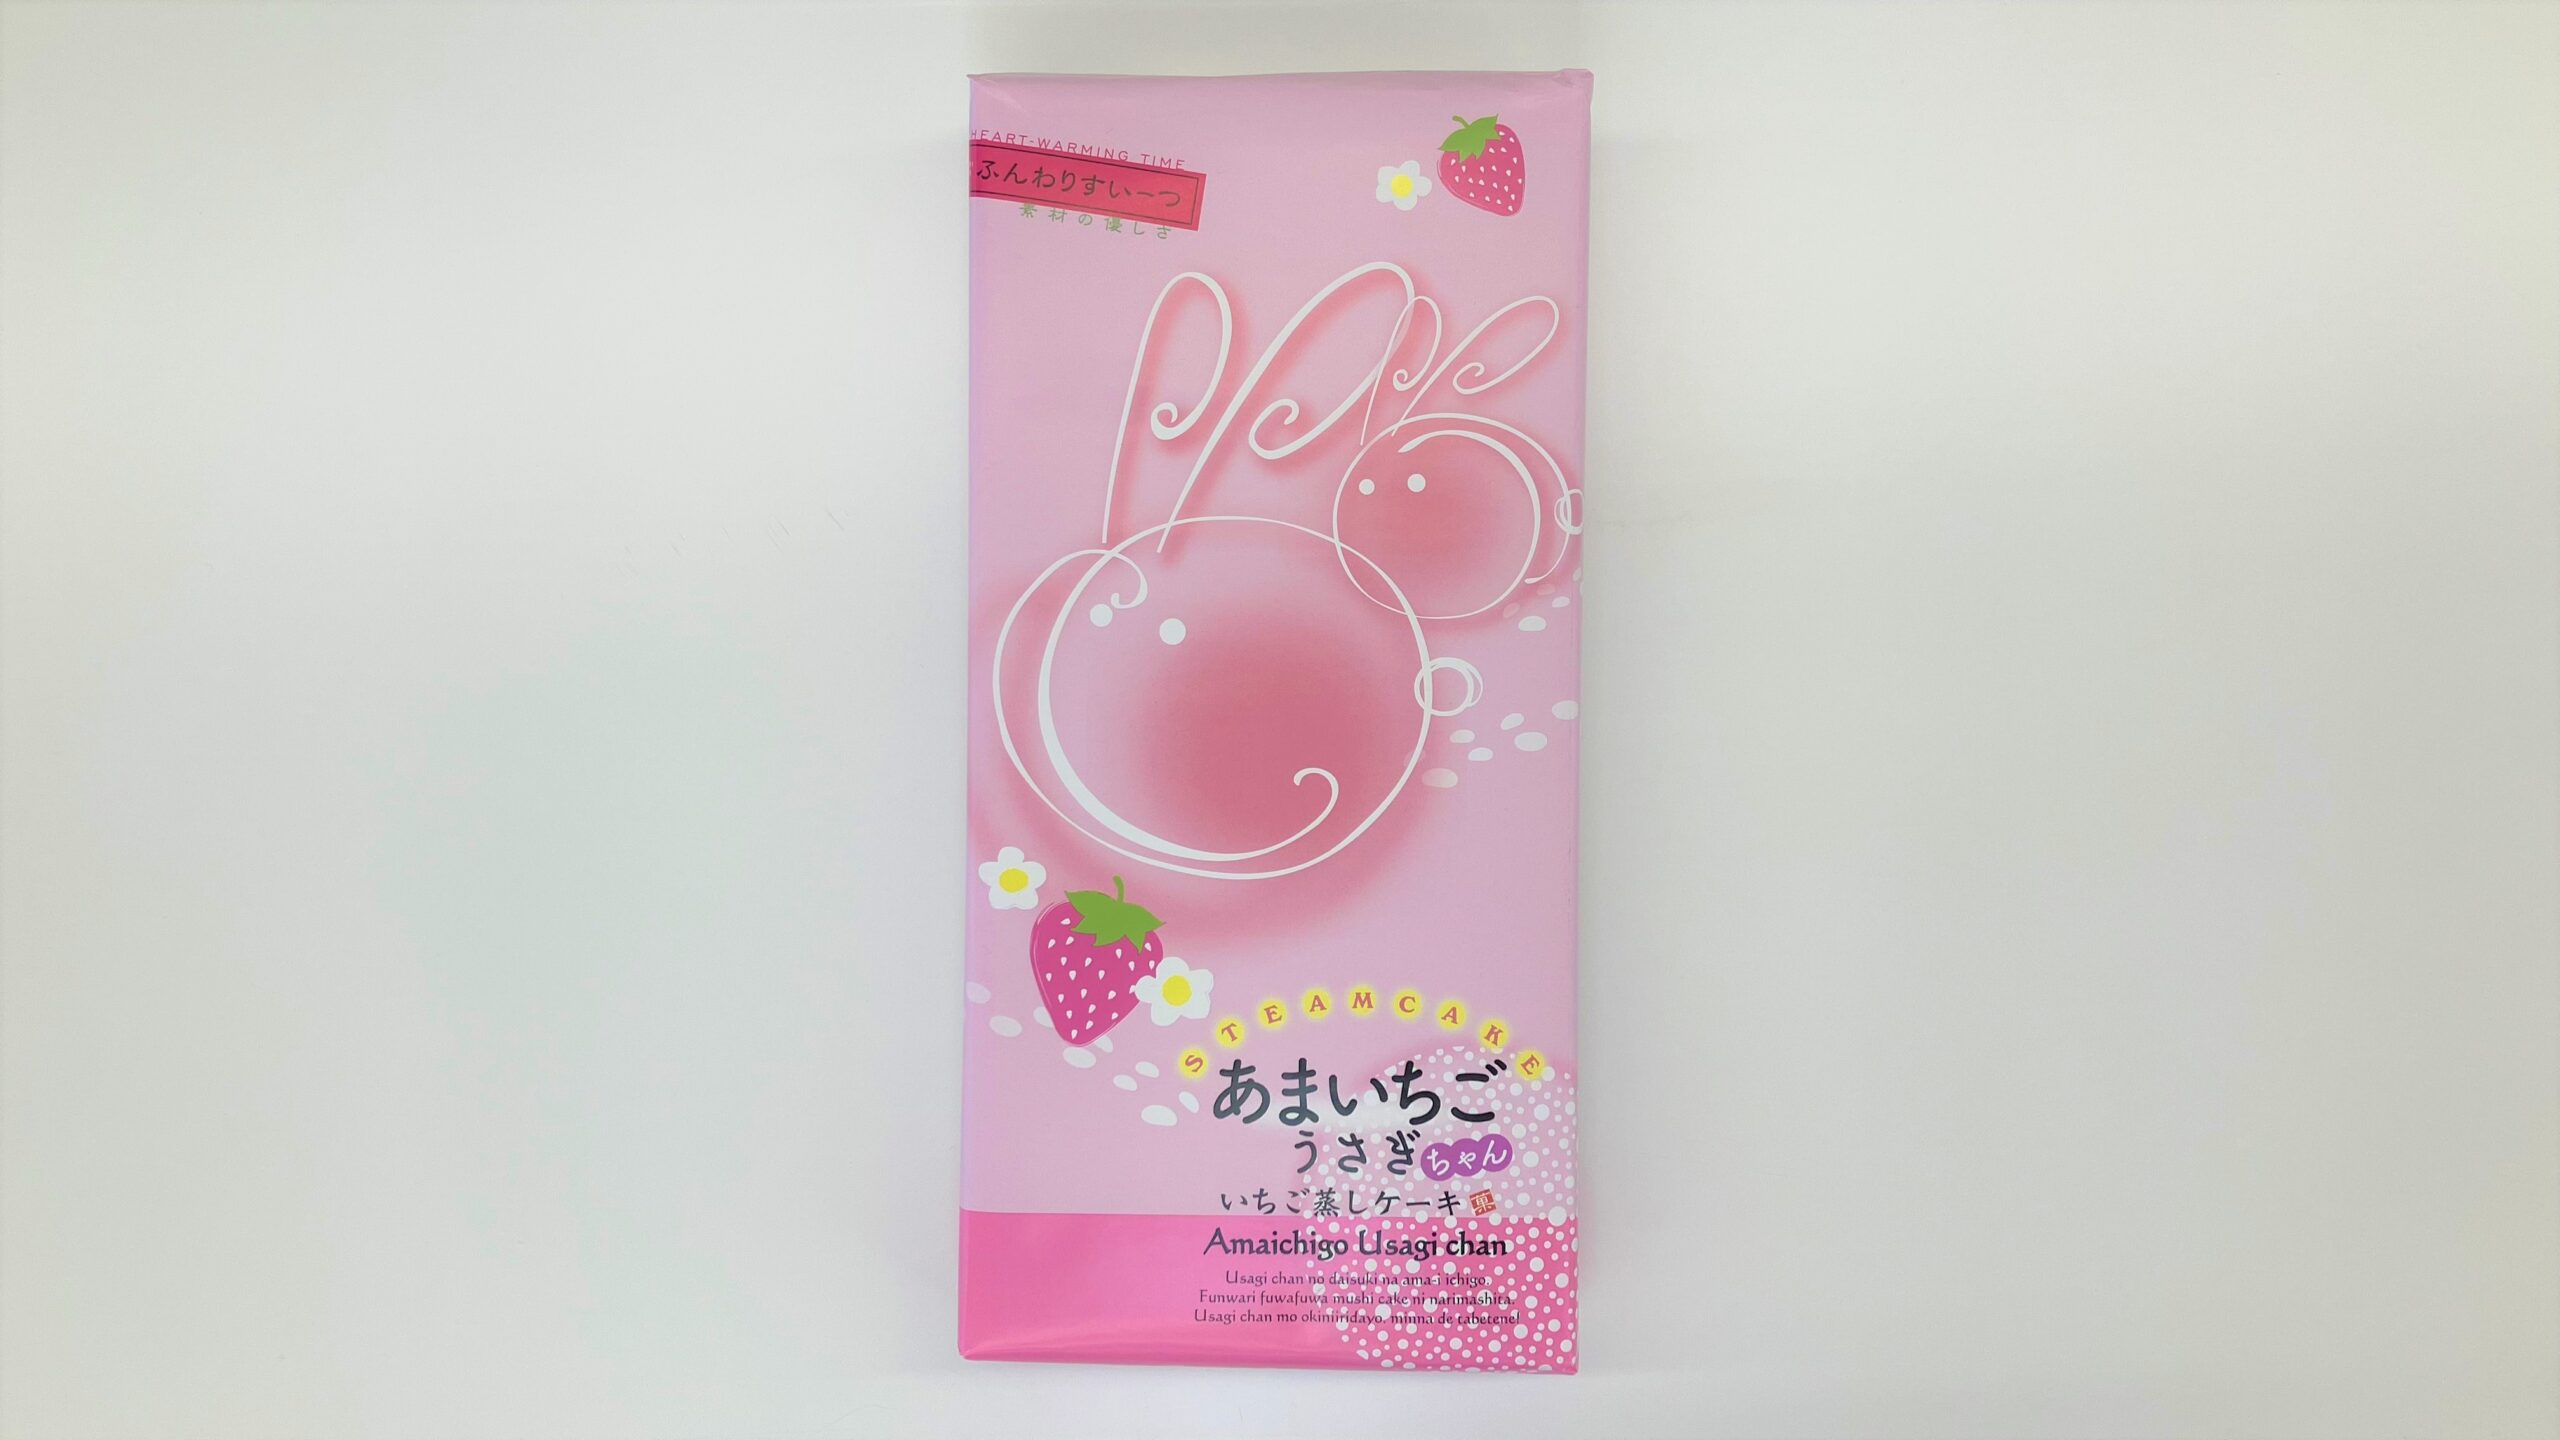 HEART-WARMING TIME
ふんわりすいーつ
素材の優しさ
STEAMCAKE
あまいちご
うさぎちゃん
いちご蒸しケーキ 菓
Amaichigo Usagi chan
Usagi chan no daisuki na ama-i ichigo.
Funwari fuwafuwa mushi cake ni narimashita.
Usagi chan mo okiniiridayo. minna de tabetene!